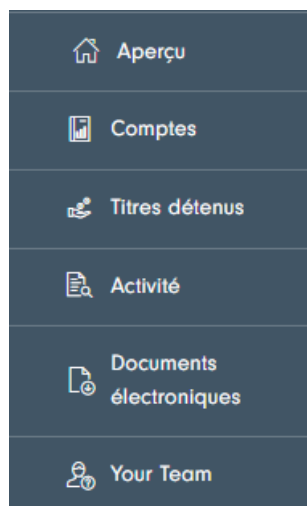 Aperçu
Comptes
Titres détenus
Activité
Documents
électroniques
Your Team